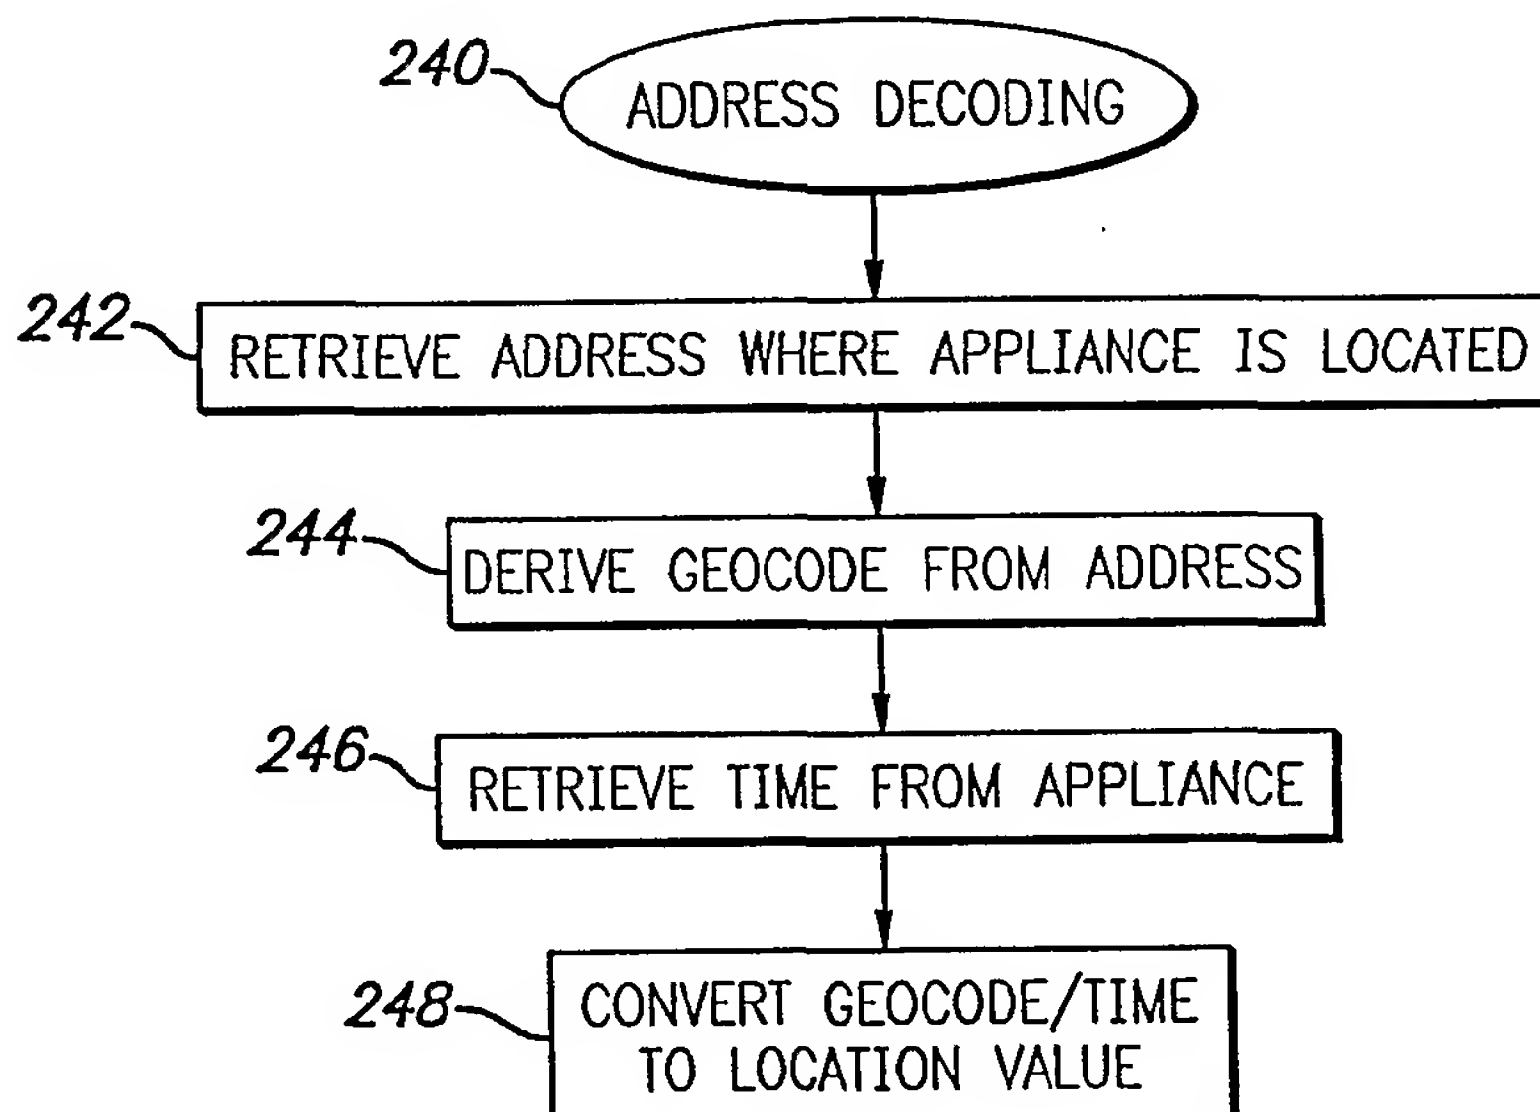 240
ADDRESS DECODING
242
RETRIEVE ADDRESS WHERE APPLIANCE IS LOCATED
244
DERIVE GEOCODE FROM ADDRESS
246
RETRIEVE TIME FROM APPLIANCE
248
CONVERT GEOCODE/TIME
TO LOCATION VALUE